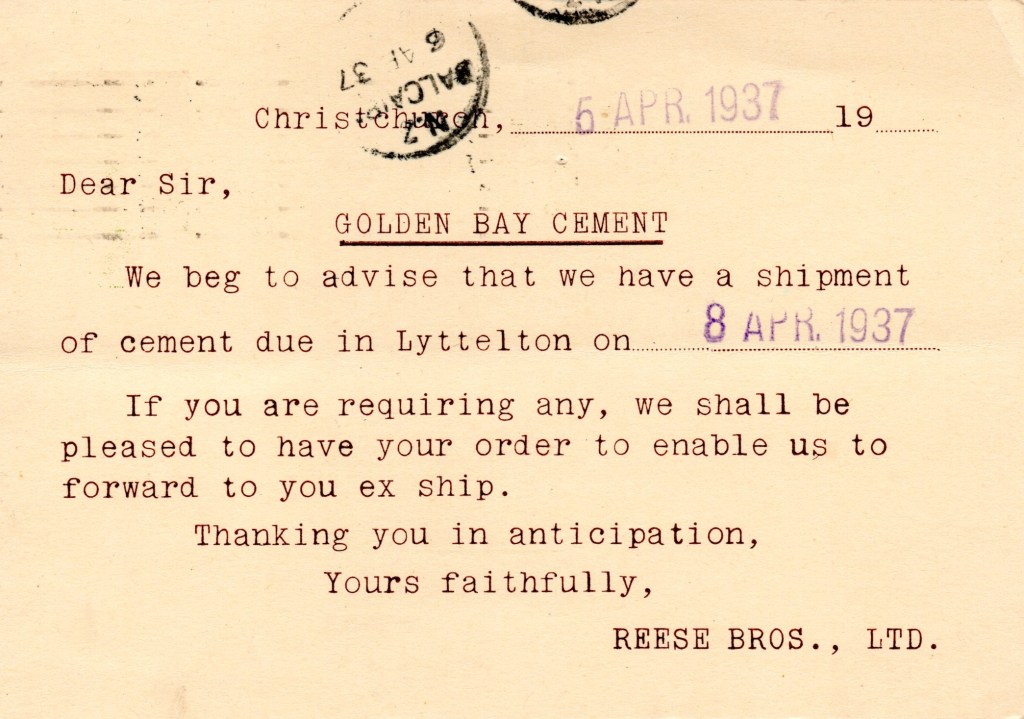 6 AP 37
BALCAIRN
N.Z
Christchurch, 5 APR. 1937 19
Dear Sir,
GOLDEN BAY CEMENT
We beg to advise that we have a shipment
of cement due in Lyttelton on 8 APR. 1937
If you are requiring any, we shall be
pleased to have your order to enable us to
forward to you ex ship.
Thanking you in anticipation,
Yours faithfully,
REESE BROS., LTD.